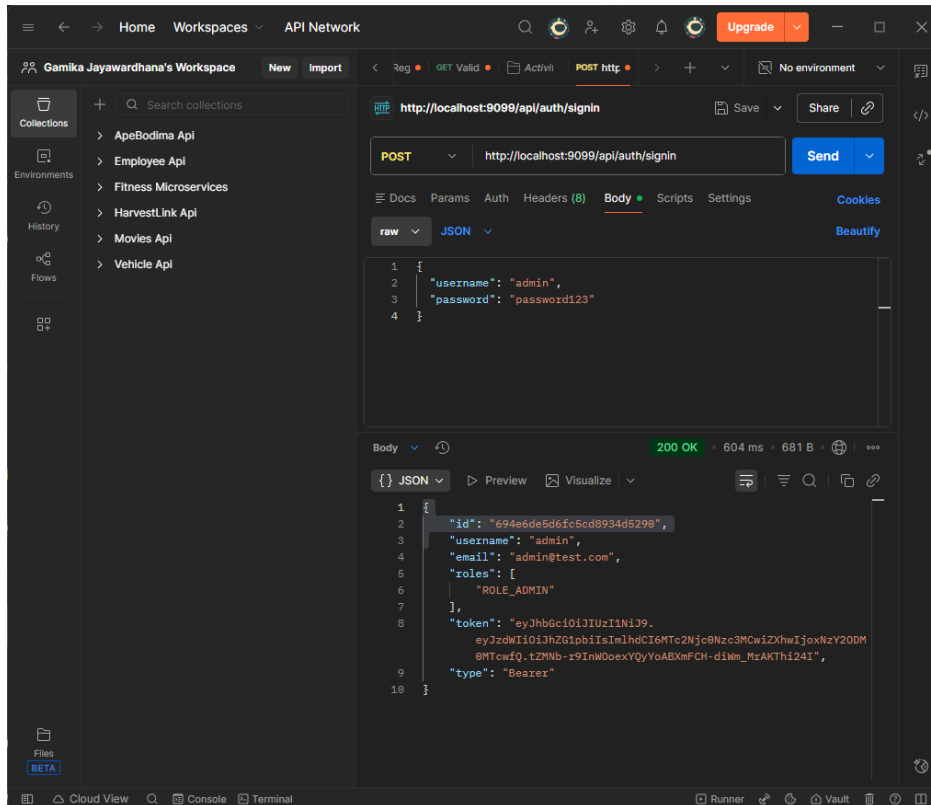 Home Workspaces API Network Upgrade
Gamika Jayawardhana's Workspace New Import
Reg GET Valid Activi POST http No environment
Collections
Environments
History
Flows
Files
BETA
Search collections
ApeBodima Api
Employee Api
Fitness Microservices
HarvestLink Api
Movies Api
Vehicle Api
HTTP http://localhost:9099/api/auth/signin Save Share
POST http://localhost:9099/api/auth/signin Send
Docs Params Auth Headers (8) Body Scripts Settings Cookies
raw JSON Beautify
1 {
2 "username": "admin",
3 "password": "password123"
4 }
Body 200 OK 604 ms 681 B
{} JSON Preview Visualize
1 {
2 "id": "694e6de5d6fc5cd8934d5290",
3 "username": "admin",
4 "email": "admin@test.com",
5 "roles": [
6 "ROLE_ADMIN"
7 ],
8 "token": "eyJhbGciOiJIUzI1NiJ9.
eyJzdWIiOiJhZG1pbiIsImlhdCI6MTc2Njc0Nzc3MCwiZXhwIjoxNzY2ODM
0MTcwfQ.tZMNb-r9InWOoexYQyYoABXmFCH-diWm_MrAKThi24I",
9 "type": "Bearer"
10 }
Cloud View Console Terminal Runner Vault